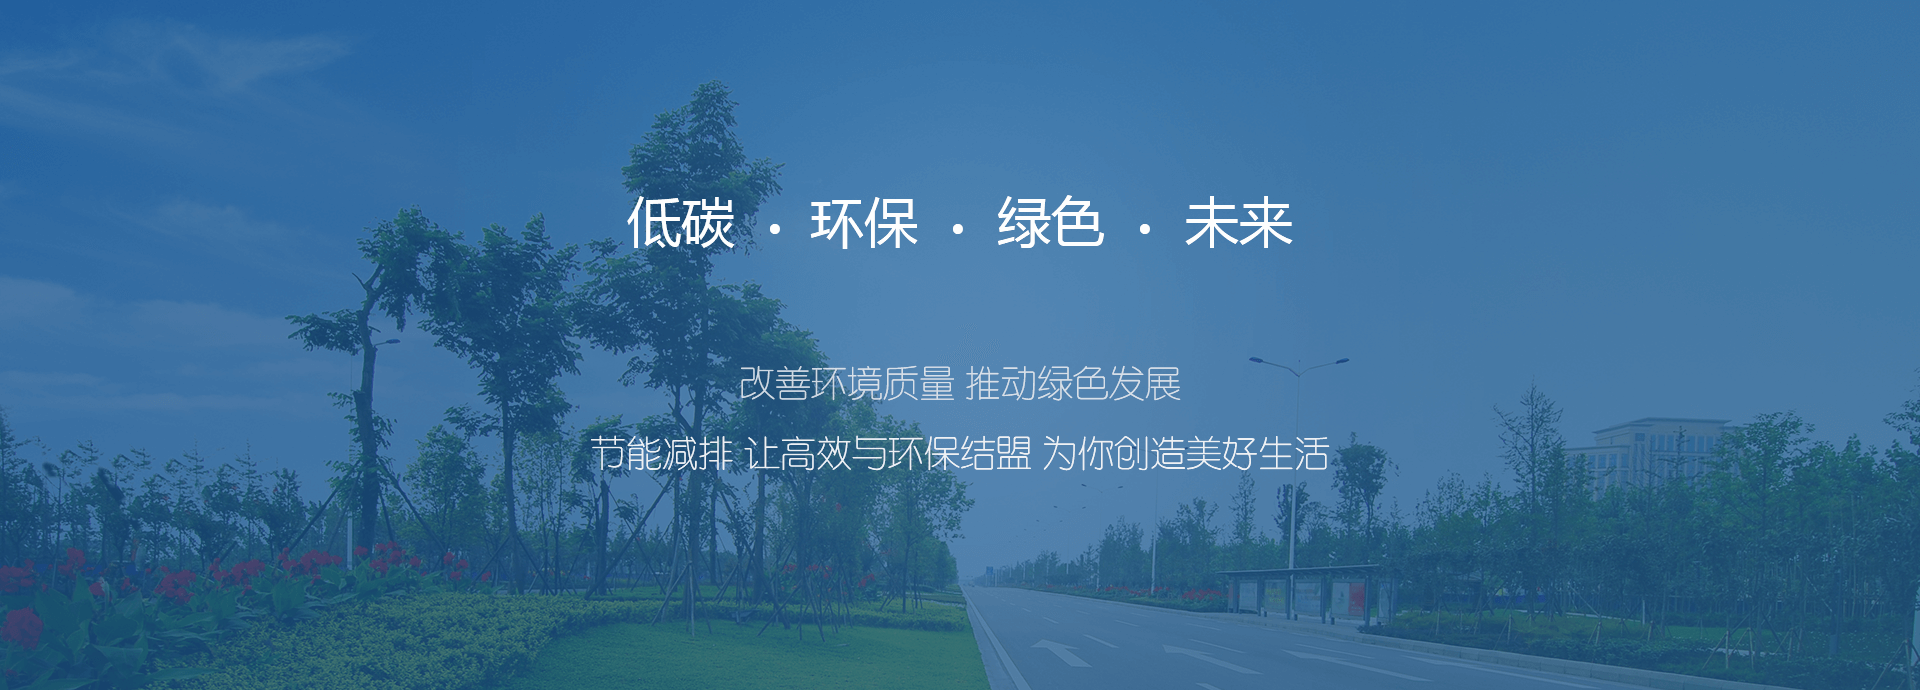 低碳 · 环保 · 绿色 · 未来
改善环境质量 推动绿色发展
节能减排 让高效与环保结盟 为你创造美好生活